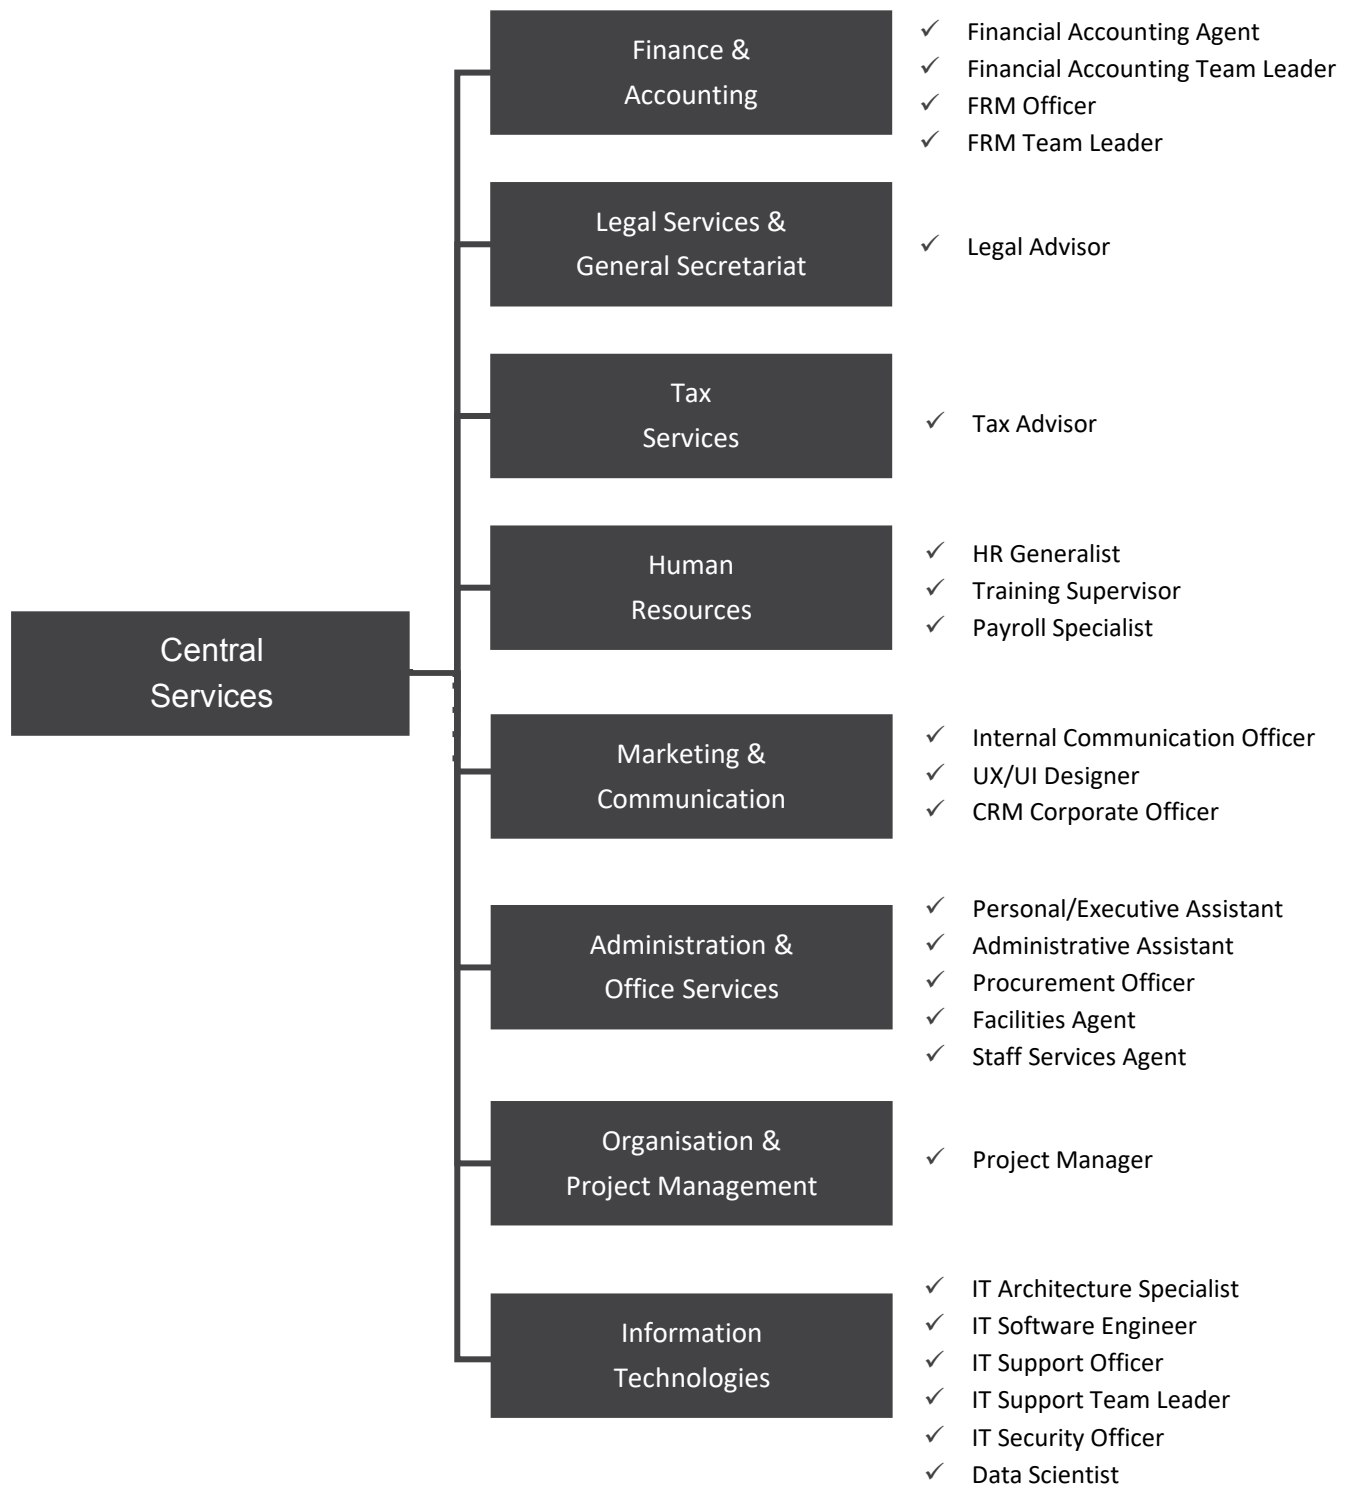 Finance &
Accounting
✓ Financial Accounting Agent
✓ Financial Accounting Team Leader
✓ FRM Officer
✓ FRM Team Leader
Legal Services &
General Secretariat
✓ Legal Advisor
Tax
Services
✓ Tax Advisor
Human
Resources
✓ HR Generalist
✓ Training Supervisor
✓ Payroll Specialist
Central
Services
Marketing &
Communication
✓ Internal Communication Officer
✓ UX/UI Designer
✓ CRM Corporate Officer
Administration &
Office Services
✓ Personal/Executive Assistant
✓ Administrative Assistant
✓ Procurement Officer
✓ Facilities Agent
✓ Staff Services Agent
Organisation &
Project Management
✓ Project Manager
Information
Technologies
✓ IT Architecture Specialist
✓ IT Software Engineer
✓ IT Support Officer
✓ IT Support Team Leader
✓ IT Security Officer
✓ Data Scientist